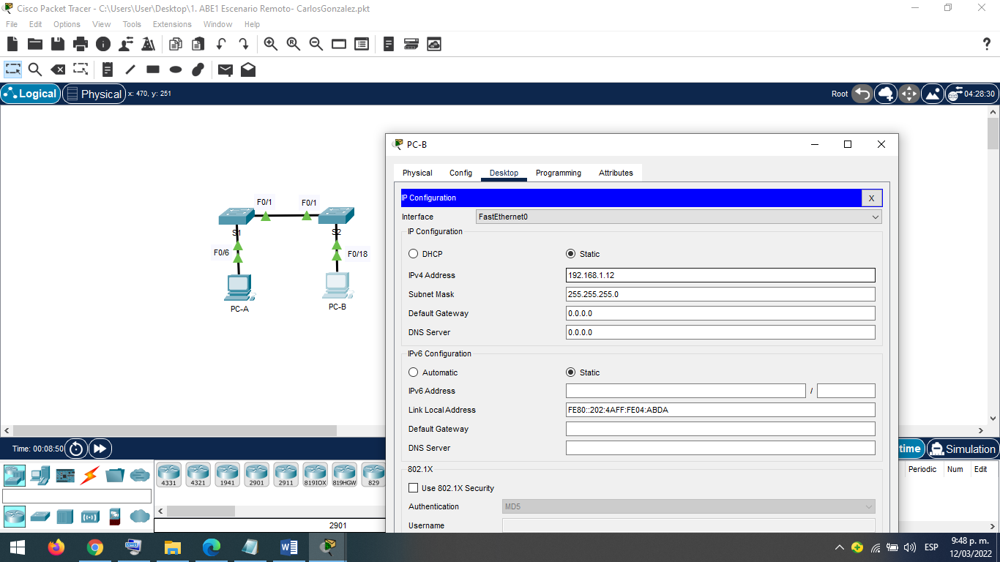 Cisco Packet Tracer - C:\Users\User\Desktop\1. ABE1 Escenario Remoto- CarlosGonzalez.pkt
File Edit Options View Tools Extensions Window Help
Logical Physical x: 470, y: 251 Root 04:28:30
PC-B
Physical Config Desktop Programming Attributes
IP Configuration X
Interface FastEthernet0
IP Configuration
DHCP Static
IPv4 Address 192.168.1.12
Subnet Mask 255.255.255.0
Default Gateway 0.0.0.0
DNS Server 0.0.0.0
IPv6 Configuration
Automatic Static
IPv6 Address /
Link Local Address FE80::202:4AFF:FE04:ABDA
Default Gateway
DNS Server
802.1X
Use 802.1X Security
Authentication MD5
Username
F0/1 F0/1
S1 S2
F0/6 F0/18
PC-A PC-B
Time: 00:08:50 time Simulation
Periodic Num Edit
4331 4321 1941 2901 2911 819IOX 819HGW 829
2901
ESP
9:48 p. m.
12/03/2022